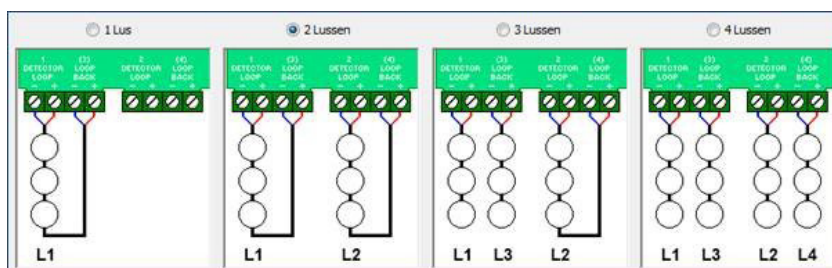 1 Lus
2 Lussen
3 Lussen
4 Lussen
1 (3) 2 (4)
DETECTOR LOOP DETECTOR LOOP
LOOP BACK LOOP BACK
- + - + - + - +
1 (3) 2 (4)
DETECTOR LOOP DETECTOR LOOP
LOOP BACK LOOP BACK
- + - + - + - +
1 (3) 2 (4)
DETECTOR LOOP DETECTOR LOOP
LOOP BACK LOOP BACK
- + - + - + - +
1 (3) 2 (4)
DETECTOR LOOP DETECTOR LOOP
LOOP BACK LOOP BACK
- + - + - + - +
L1
L1 L2
L1 L3 L2
L1 L3 L2 L4